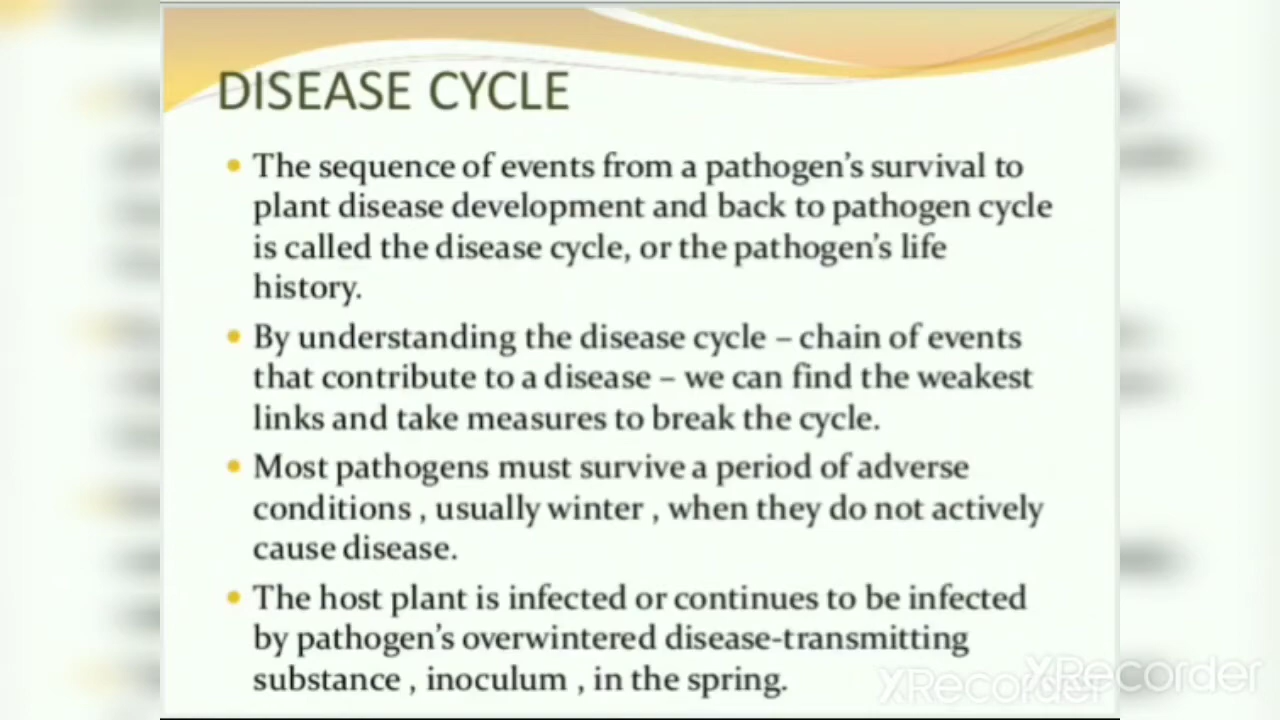 DISEASE CYCLE
• The sequence of events from a pathogen's survival to
plant disease development and back to pathogen cycle
is called the disease cycle, or the pathogen's life
history.
• By understanding the disease cycle – chain of events
that contribute to a disease – we can find the weakest
links and take measures to break the cycle.
• Most pathogens must survive a period of adverse
conditions , usually winter , when they do not actively
cause disease.
• The host plant is infected or continues to be infected
by pathogen's overwintered disease-transmitting
substance , inoculum , in the spring.
XRecorder
XRecorder